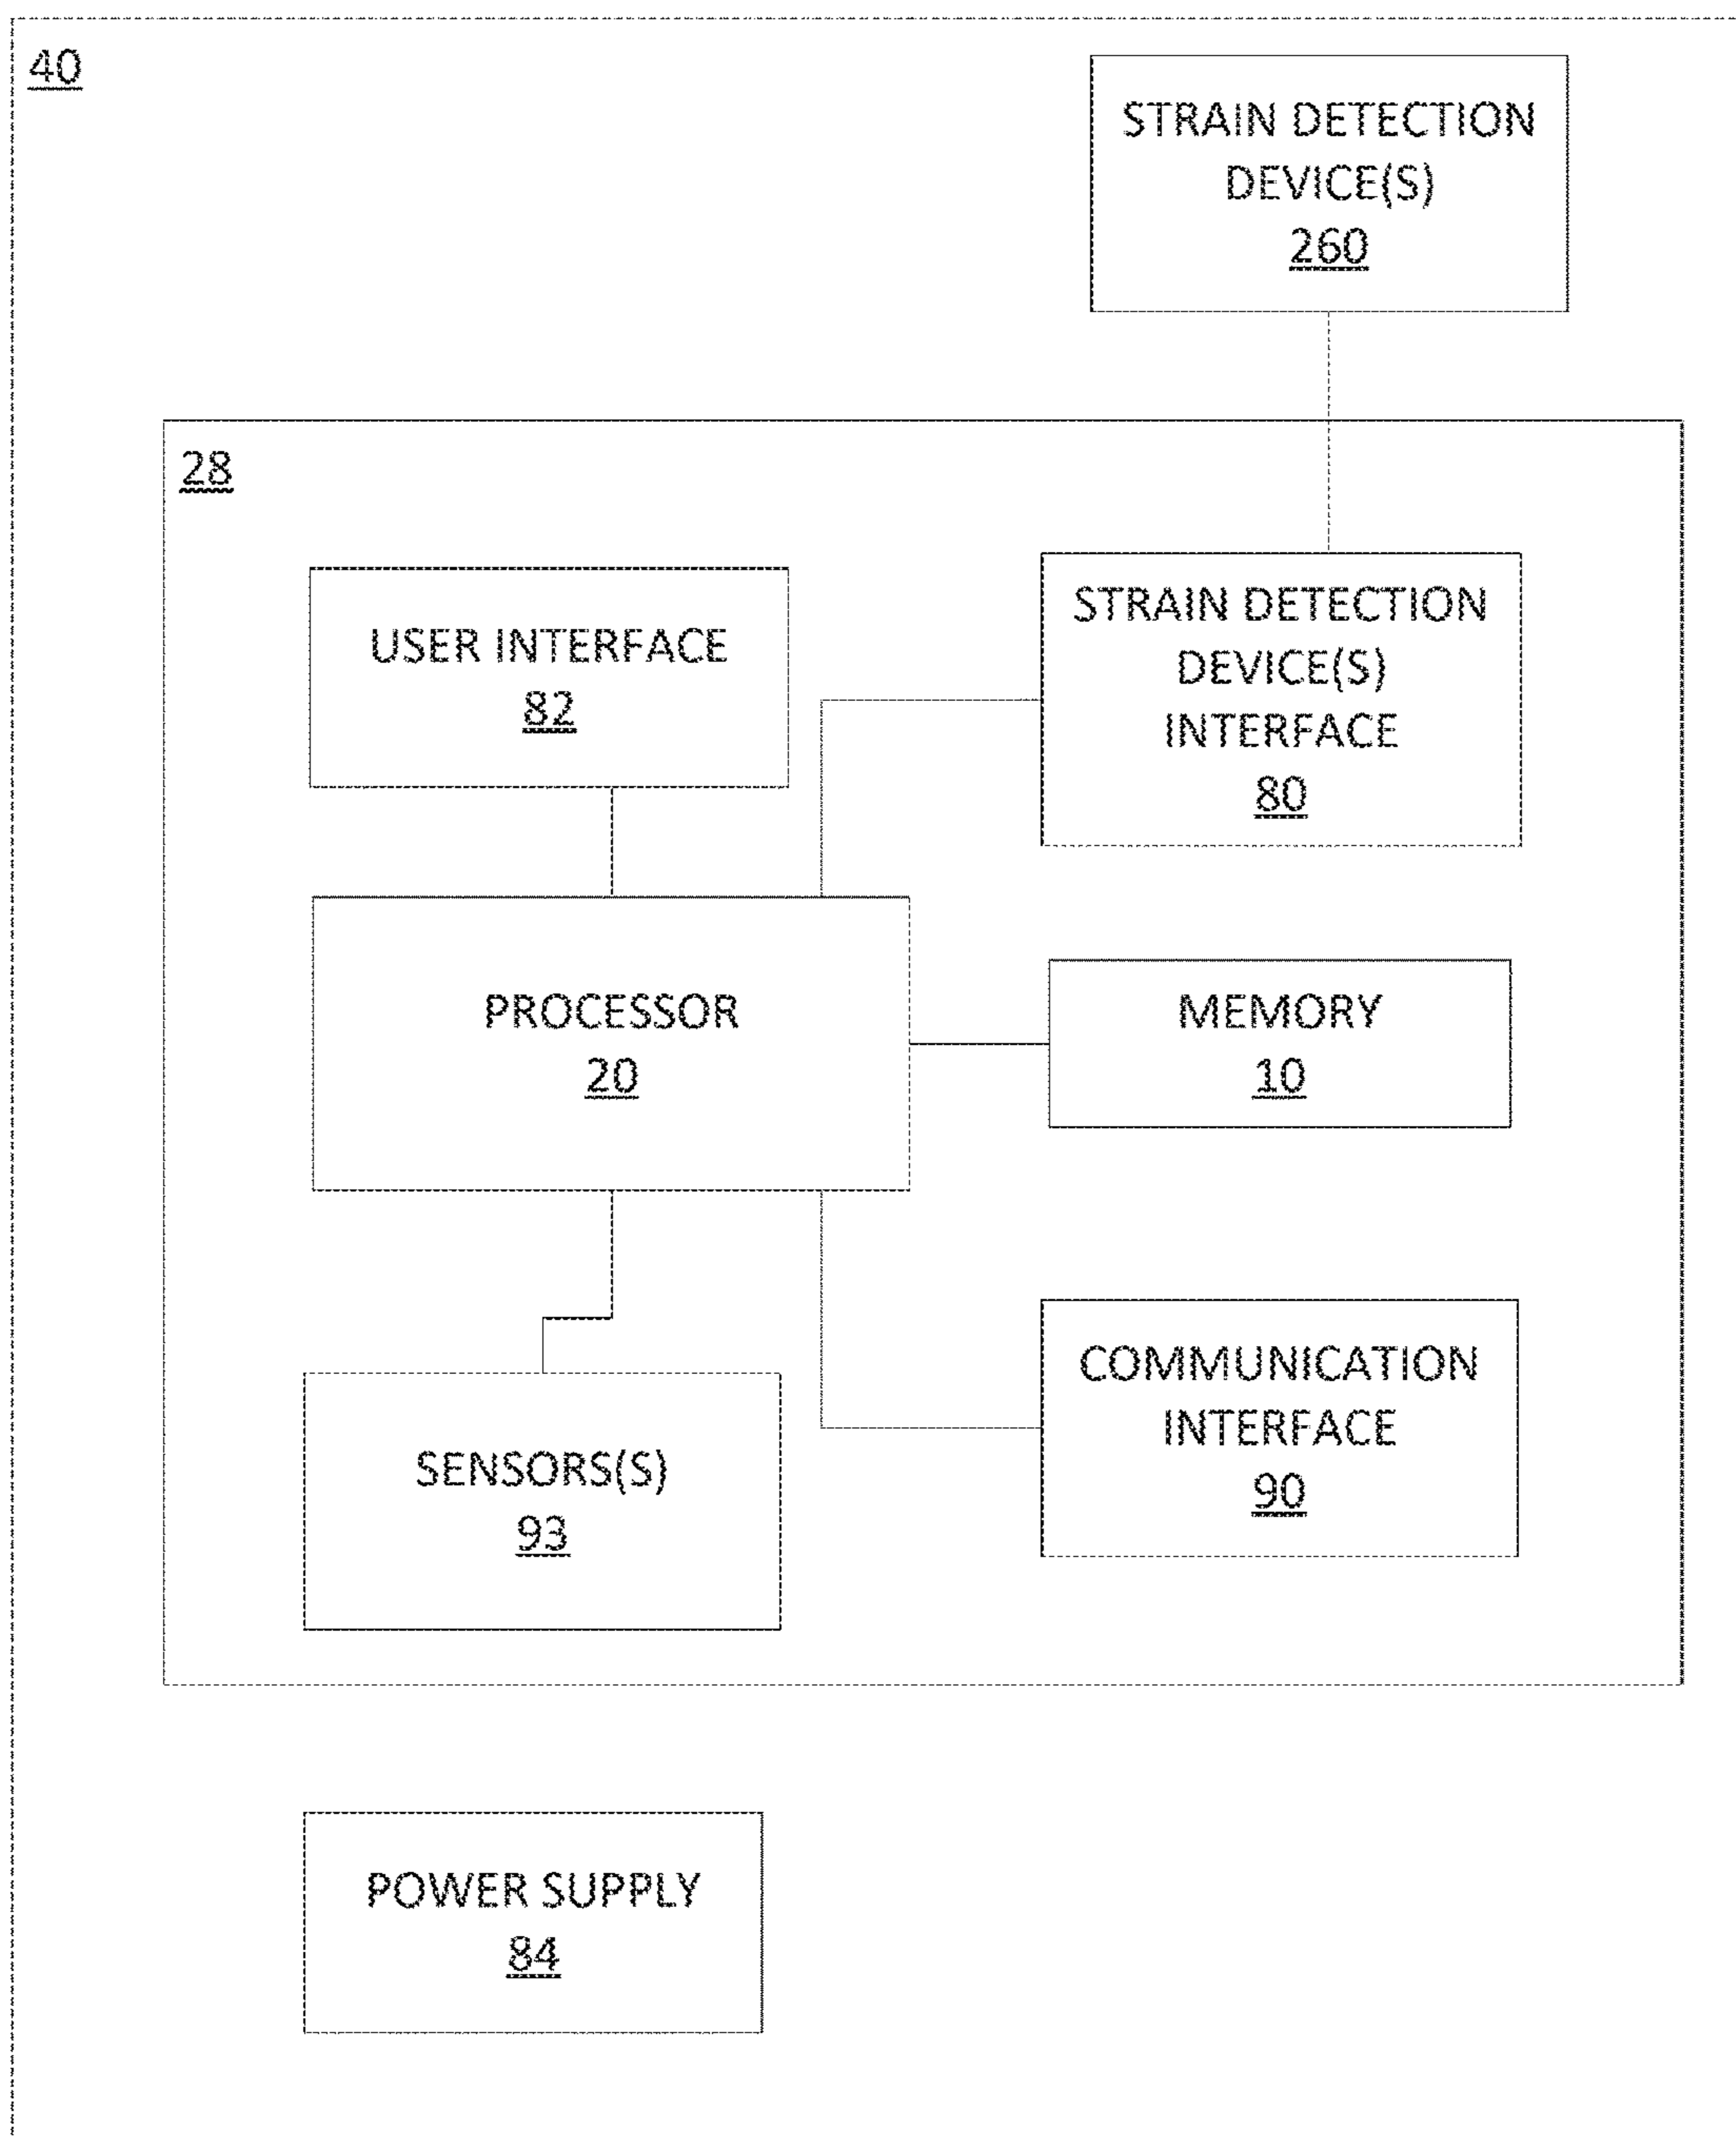 40
STRAIN DETECTION
DEVICE(S)
260
28
USER INTERFACE
82
STRAIN DETECTION
DEVICE(S)
INTERFACE
80
PROCESSOR
20
MEMORY
10
SENSORS(S)
93
COMMUNICATION
INTERFACE
90
POWER SUPPLY
84